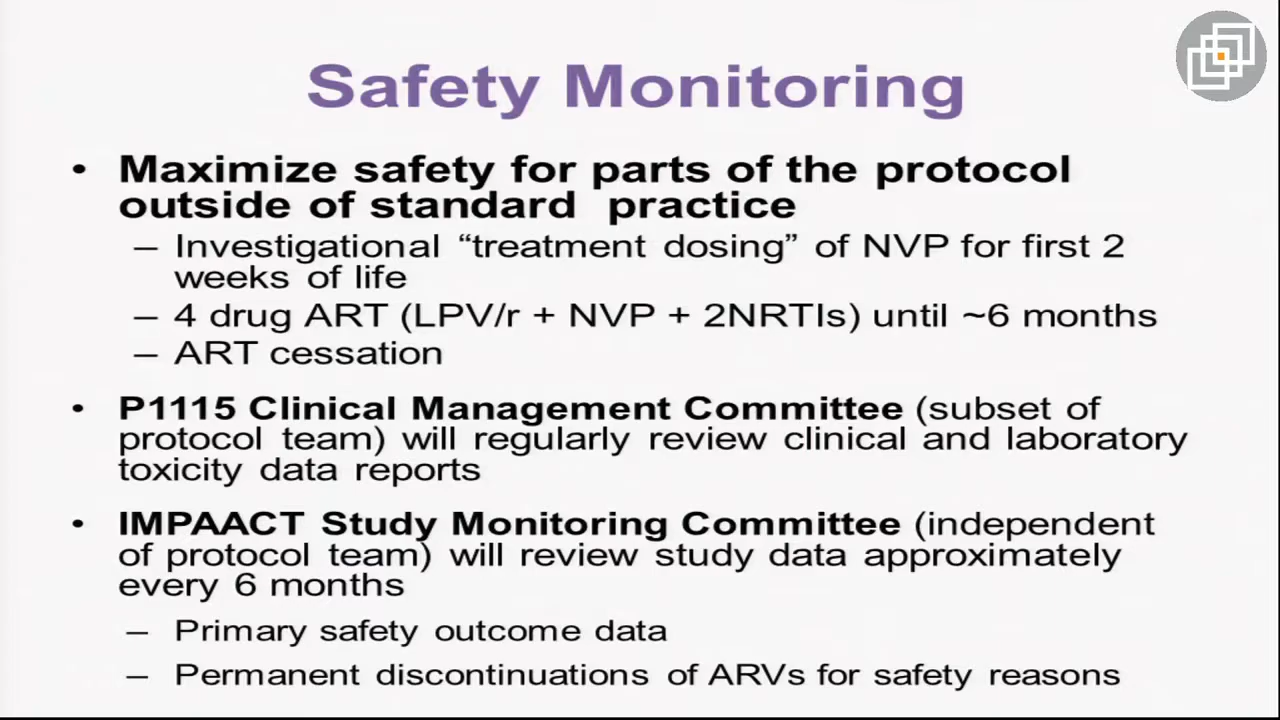 Safety Monitoring
• Maximize safety for parts of the protocol
outside of standard practice
– Investigational “treatment dosing” of NVP for first 2
weeks of life
– 4 drug ART (LPV/r + NVP + 2NRTIs) until ~6 months
– ART cessation
• P1115 Clinical Management Committee (subset of
protocol team) will regularly review clinical and laboratory
toxicity data reports
• IMPAACT Study Monitoring Committee (independent
of protocol team) will review study data approximately
every 6 months
– Primary safety outcome data
– Permanent discontinuations of ARVs for safety reasons